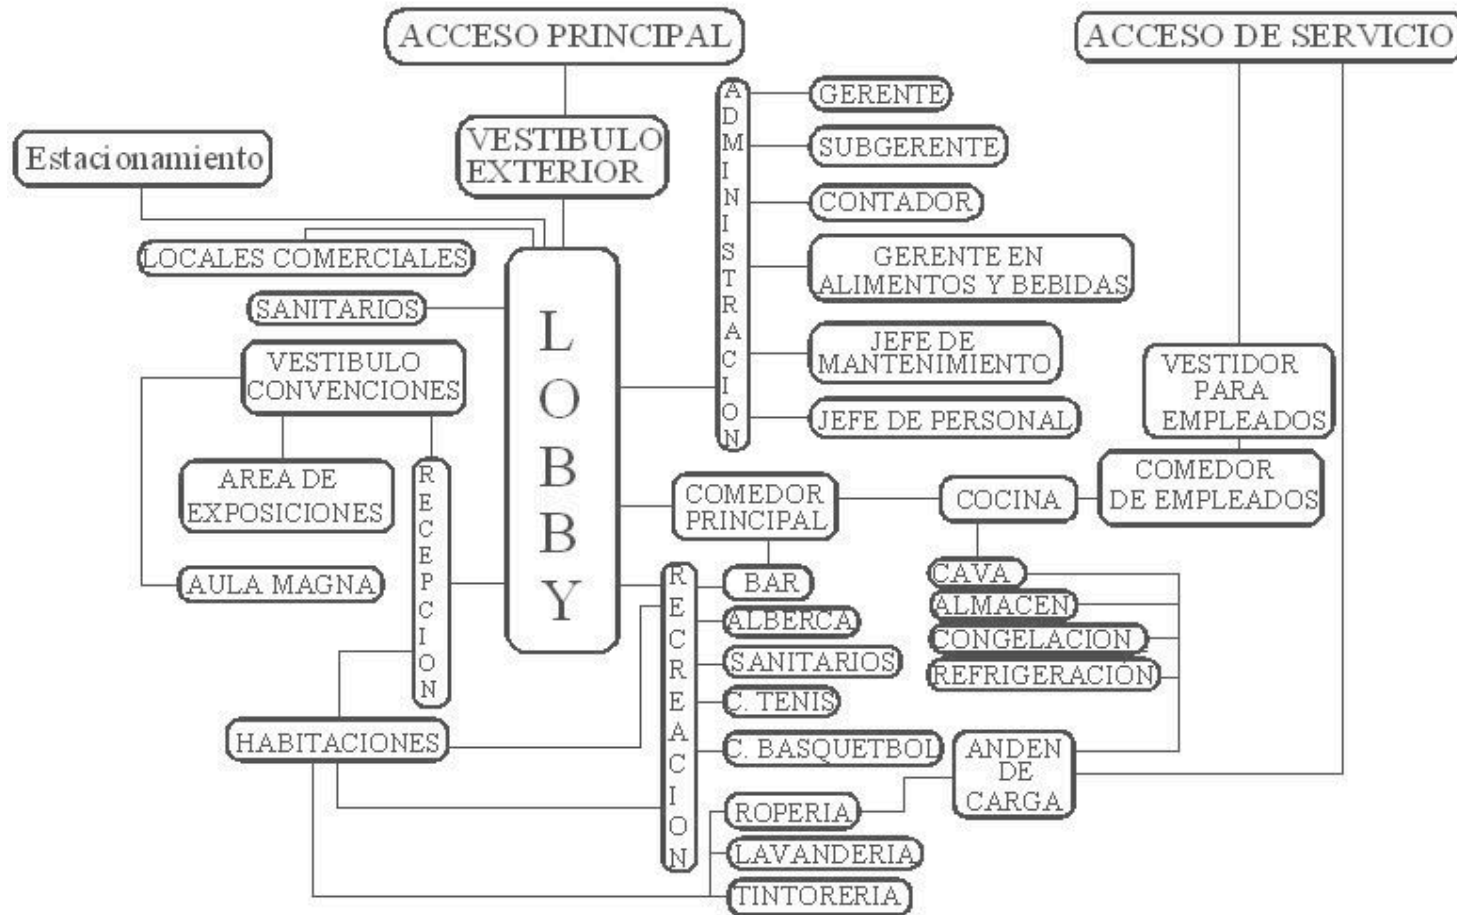 ACCESO PRINCIPAL
ACCESO DE SERVICIO
Estacionamiento
VESTIBULO
EXTERIOR
LOCALES COMERCIALES
SANITARIOS
VESTIBULO
CONVENCIONES
AREA DE
EXPOSICIONES
AULA MAGNA
RECEPCION
HABITACIONES
LOBBY
ADMINISTRACION
GERENTE
SUBGERENTE
CONTADOR
GERENTE EN
ALIMENTOS Y BEBIDAS
JEFE DE
MANTENIMIENTO
JEFE DE PERSONAL
VESTIDOR
PARA
EMPLEADOS
COMEDOR
DE EMPLEADOS
COCINA
COMEDOR
PRINCIPAL
RECREACION
BAR
ALBERCA
SANITARIOS
C. TENIS
C. BASQUETBOL
CAVA
ALMACEN
CONGELACION
REFRIGERACIÓN
ANDEN
DE
CARGA
ROPERIA
LAVANDERIA
TINTORERIA